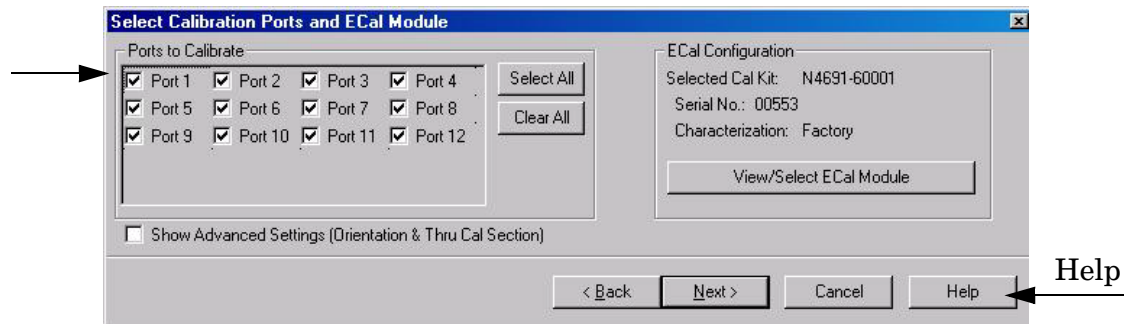 Select Calibration Ports and ECal Module
Ports to Calibrate
Port 1 Port 2 Port 3 Port 4
Port 5 Port 6 Port 7 Port 8
Port 9 Port 10 Port 11 Port 12
Select All
Clear All
Show Advanced Settings (Orientation & Thru Cal Section)
ECal Configuration
Selected Cal Kit: N4691-60001
Serial No.: 00553
Characterization: Factory
View/Select ECal Module
< Back Next > Cancel Help
Help